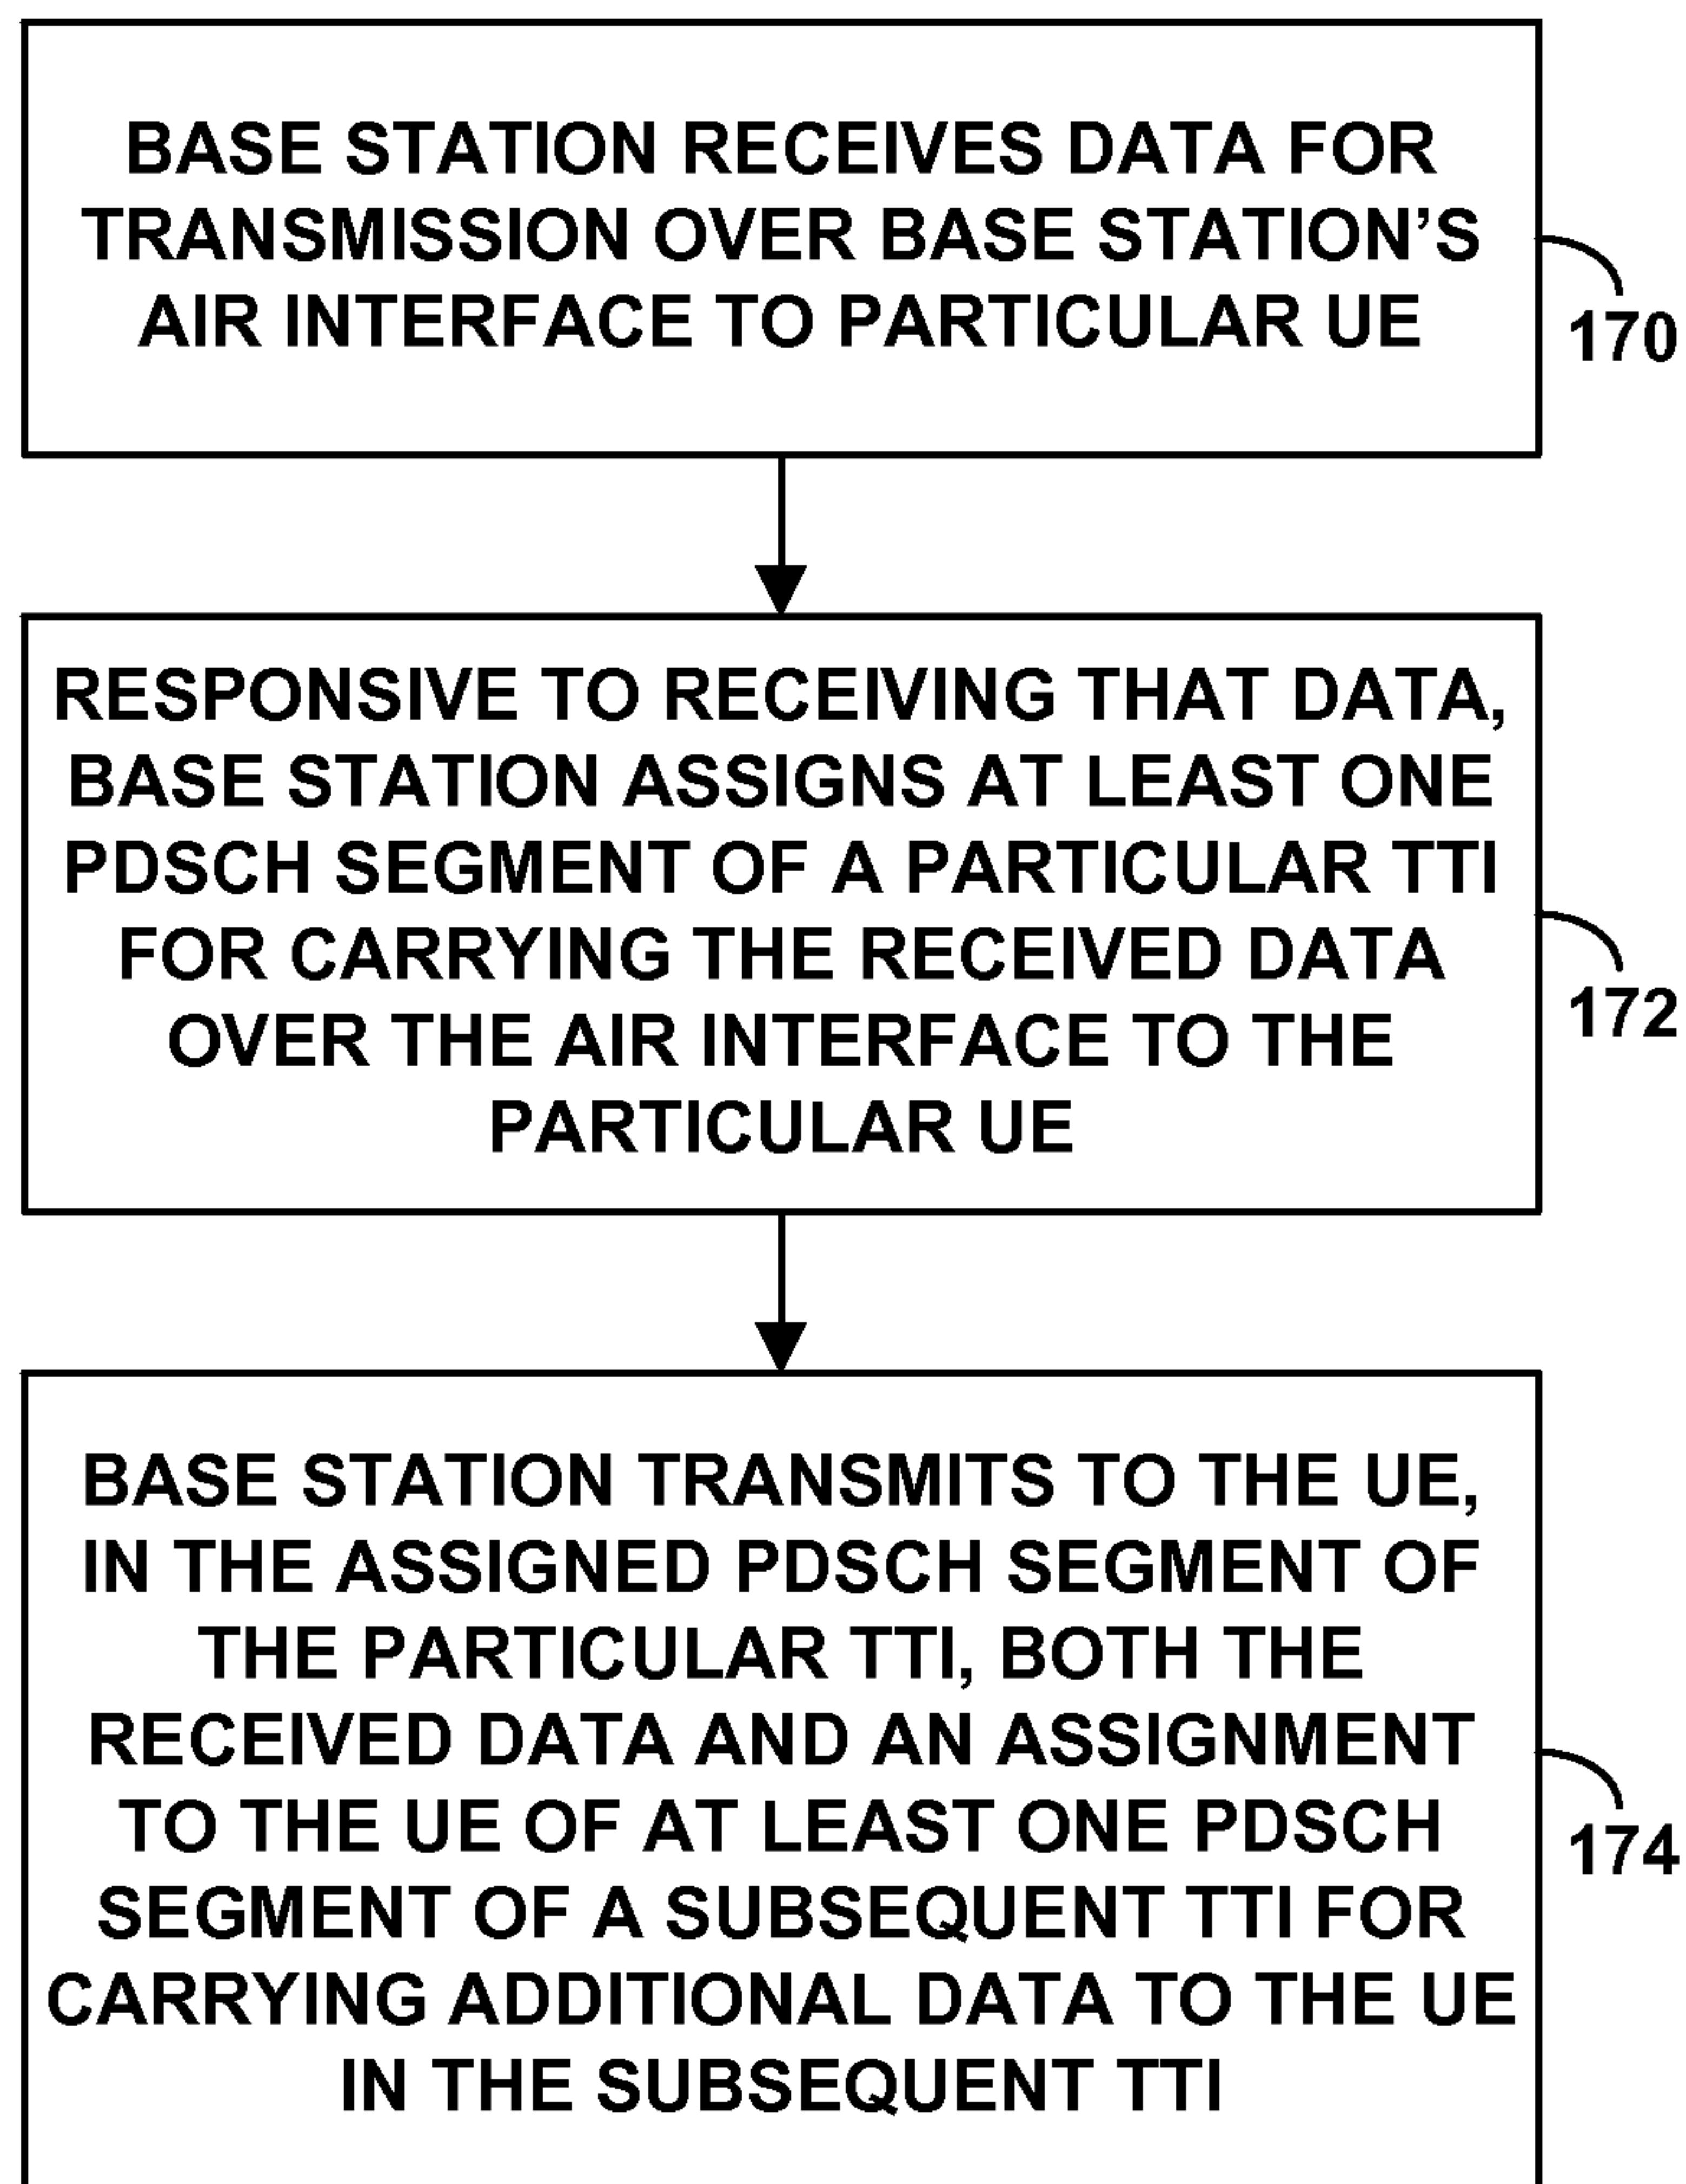 BASE STATION RECEIVES DATA FOR
TRANSMISSION OVER BASE STATION’S
AIR INTERFACE TO PARTICULAR UE
170
RESPONSIVE TO RECEIVING THAT DATA,
BASE STATION ASSIGNS AT LEAST ONE
PDSCH SEGMENT OF A PARTICULAR TTI
FOR CARRYING THE RECEIVED DATA
OVER THE AIR INTERFACE TO THE
PARTICULAR UE
172
BASE STATION TRANSMITS TO THE UE,
IN THE ASSIGNED PDSCH SEGMENT OF
THE PARTICULAR TTI, BOTH THE
RECEIVED DATA AND AN ASSIGNMENT
TO THE UE OF AT LEAST ONE PDSCH
SEGMENT OF A SUBSEQUENT TTI FOR
CARRYING ADDITIONAL DATA TO THE UE
IN THE SUBSEQUENT TTI
174